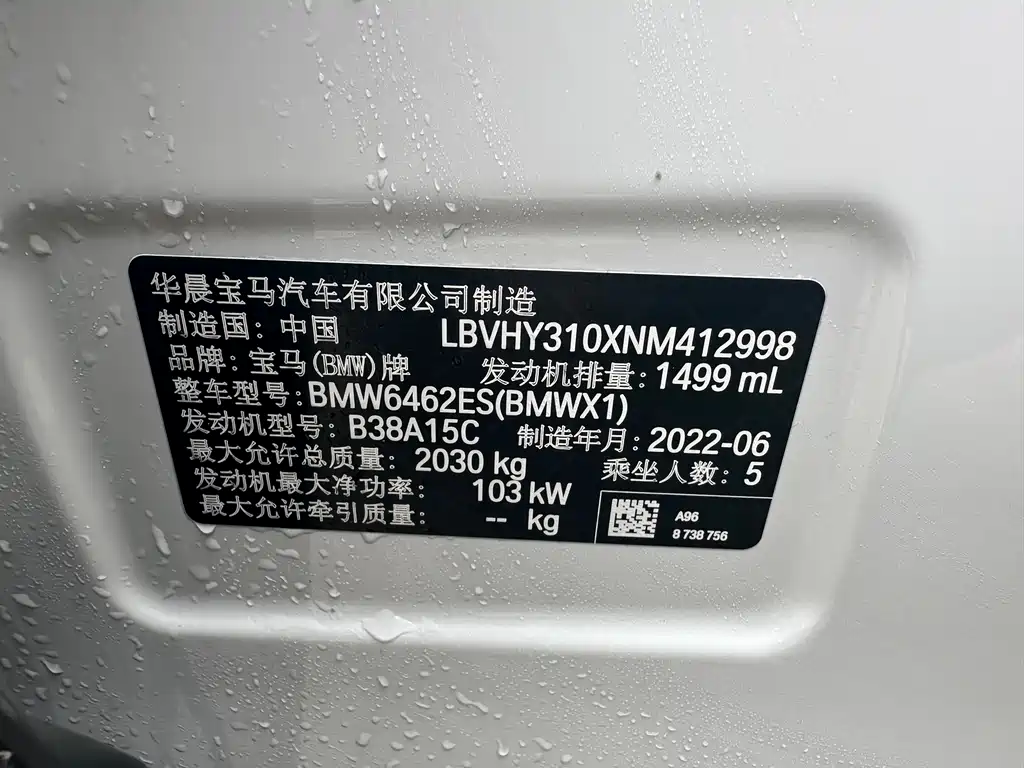 华晨宝马汽车有限公司制造
制造国：中国 LBVHY310XNM412998
品牌：宝马(BMW)牌 发动机排量：1499 mL
整车型号：BMW6462ES(BMWX1)
发动机型号：B38A15C 制造年月：2022-06
最大允许总质量：2030 kg 乘坐人数：5
发动机最大净功率：103 kW
最大允许牵引质量：-- kg
A96
8 738 756